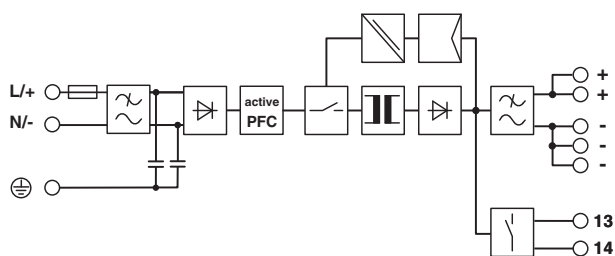 L/+
N/-
active
PFC
+
+
-
-
-
13
14